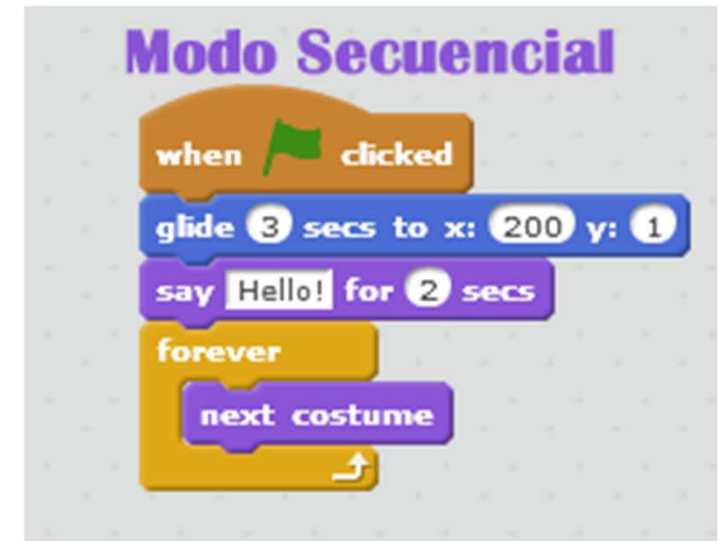 Modo Secuencial
when clicked
glide 3 secs to x: 200 y: 1
say Hello! for 2 secs
forever
next costume